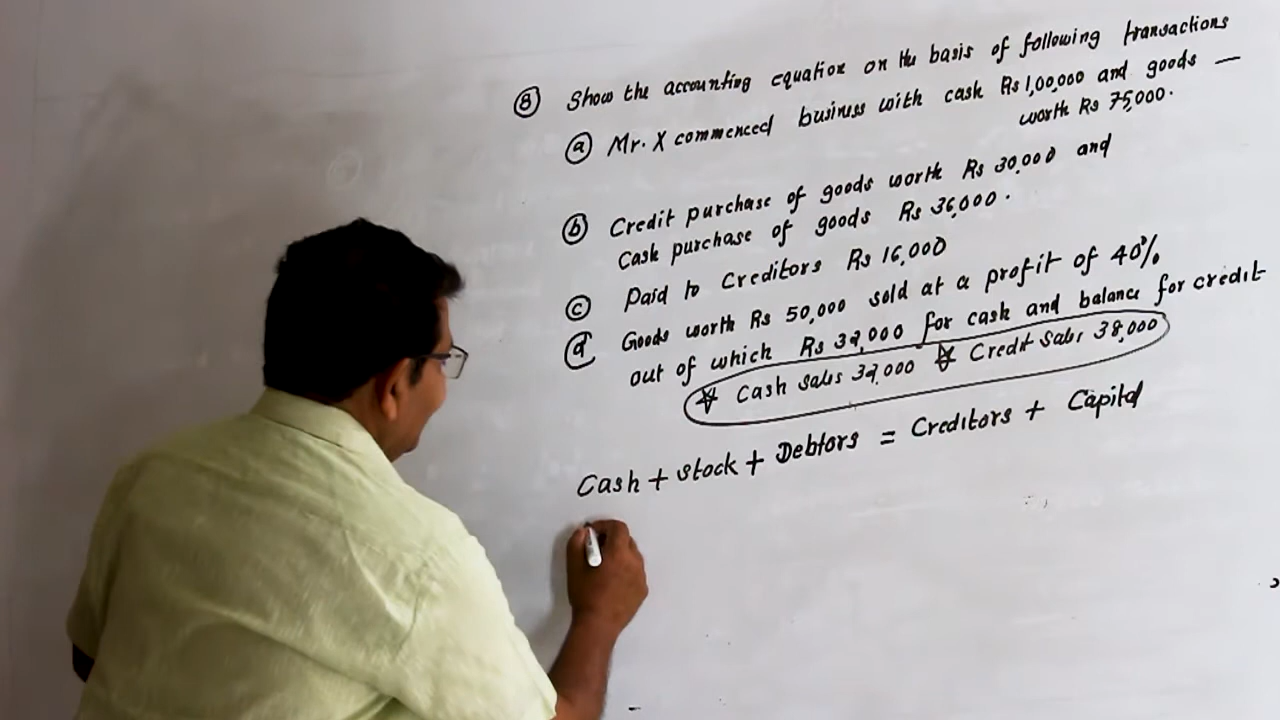 ⑧ Show the accounting equation on the basis of following transactions
ⓐ Mr. X commenced business with cash Rs 1,00,000 and goods —
worth Rs 75,000.
ⓑ Credit purchase of goods worth Rs 30,000 and
Cash purchase of goods Rs 36,000.
ⓒ Paid to Creditors Rs 16,000
ⓓ Goods worth Rs 50,000 sold at a profit of 40%
out of which Rs 32,000 for cash and balance for credit
☆ Cash sales 32,000 ☆ Credit sales 38,000
Cash + stock + Debtors = Creditors + Capital